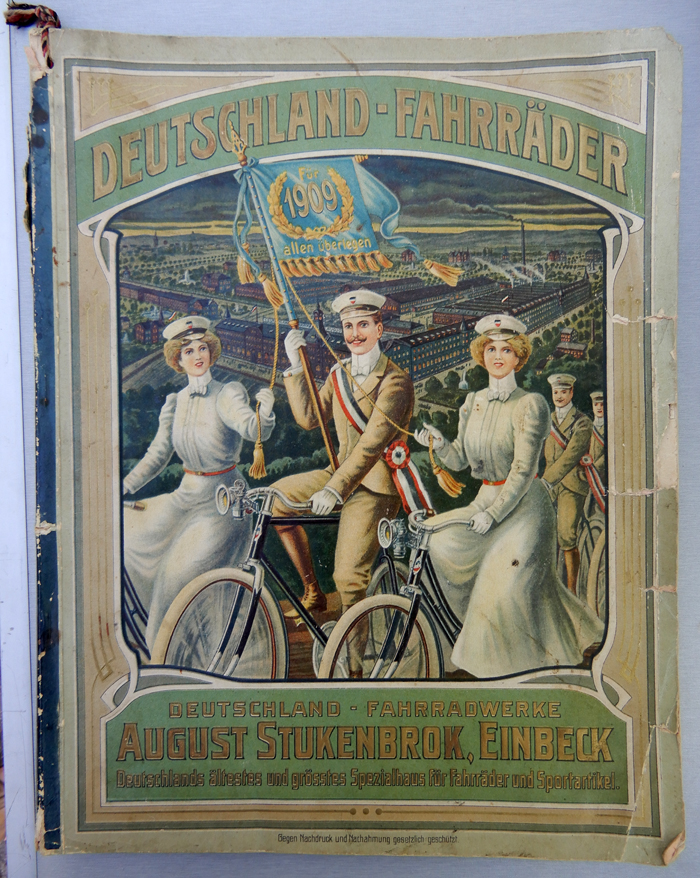 DEUTSCHLAND-FAHRRÄDER
Für
1909
allen überlegen
DEUTSCHLAND - FAHRRADWERKE
AUGUST STUKENBROK, EINBECK
Deutschlands ältestes und grösstes Spezialhaus für Fahrräder und Sportartikel.
Gegen Nachdruck und Nachahmung gesetzlich geschützt